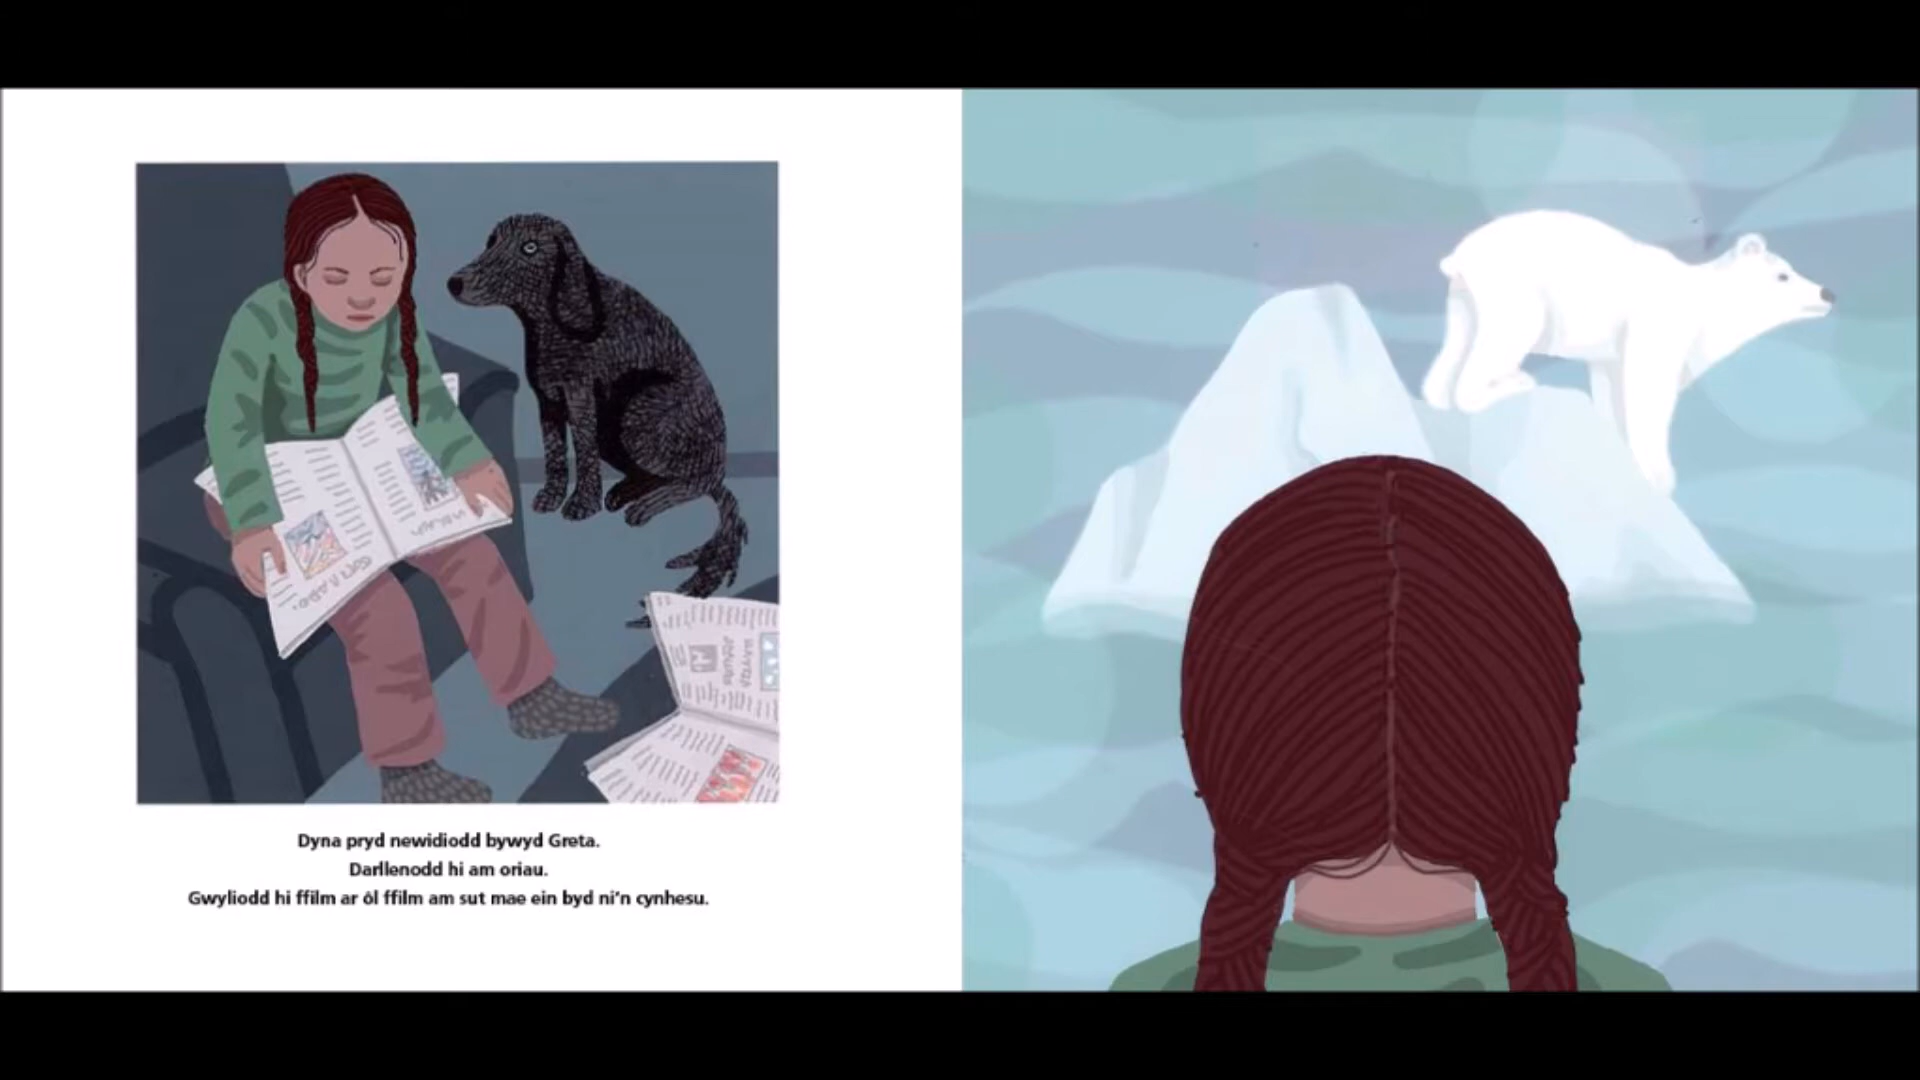 Dyna pryd newidiodd bywyd Greta.
Darllenodd hi am oriau.
Gwyliodd hi ffilm ar ôl ffilm am sut mae ein byd ni'n cynhesu.